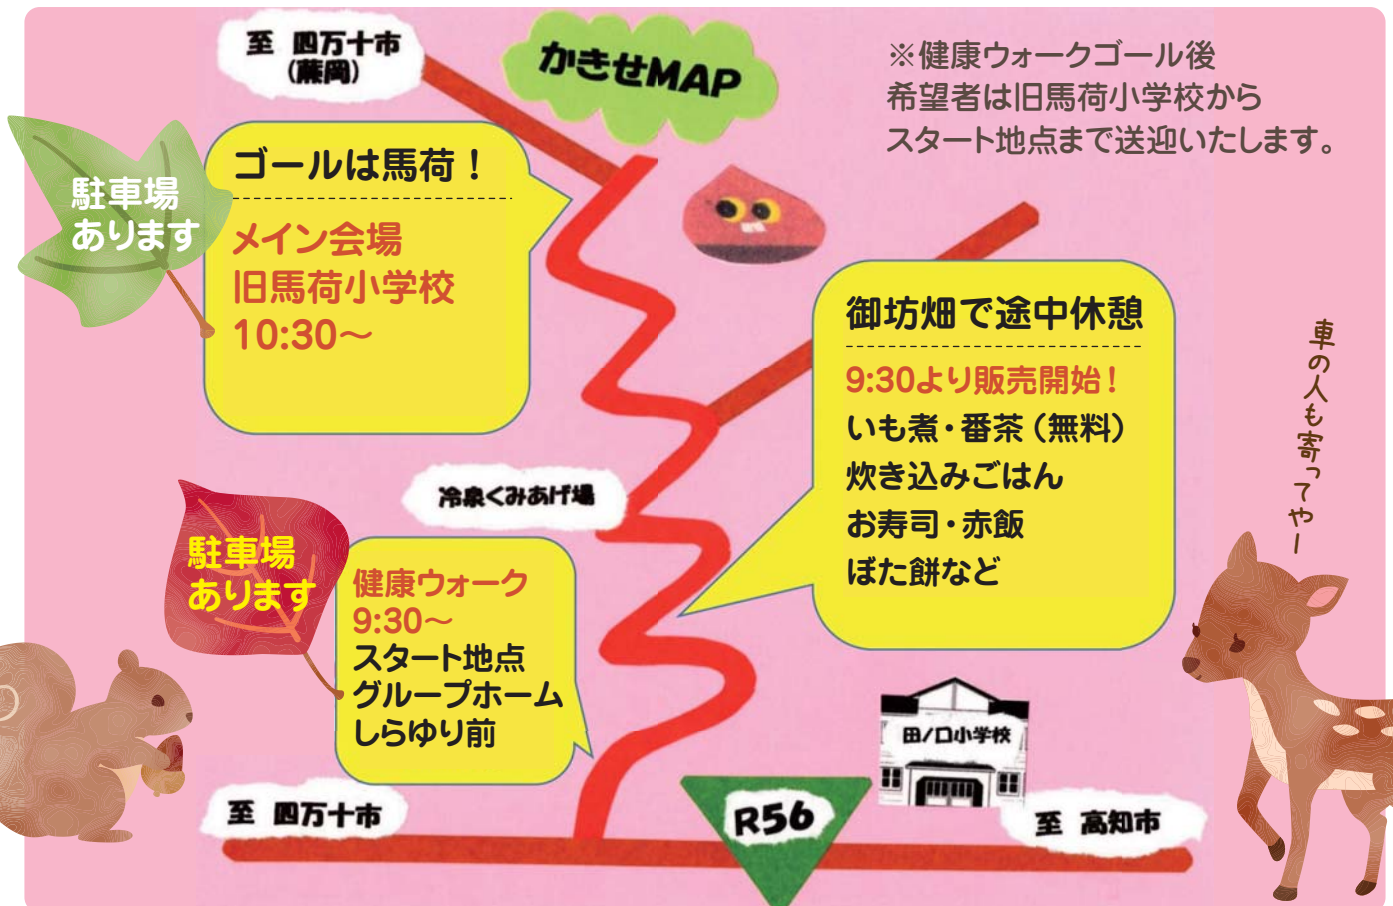 至 四万十市
(蕨岡)
かきせMAP
※健康ウォークゴール後
希望者は旧馬荷小学校から
スタート地点まで送迎いたします。
駐車場
あります
ゴールは馬荷！
メイン会場
旧馬荷小学校
10:30～
御坊畑で途中休憩
9:30より販売開始！
いも煮・番茶（無料）
炊き込みごはん
お寿司・赤飯
ぼた餅など
車の人も寄ってやー
冷泉くみあげ場
駐車場
あります
健康ウォーク
9:30～
スタート地点
グループホーム
しらゆり前
田ノ口小学校
至 四万十市
R56
至 高知市